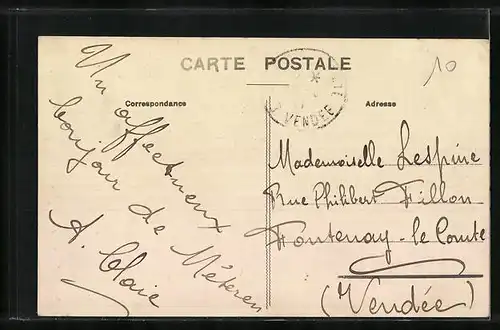 CARTE POSTALE
10
Correspondance
Adresse
VENDÉE
Un affectueux
bonjour de Méteren
A. Claie
Mademoiselle Lespine
Rue Philibert Fillon
Fontenay-le Comte
(Vendée)